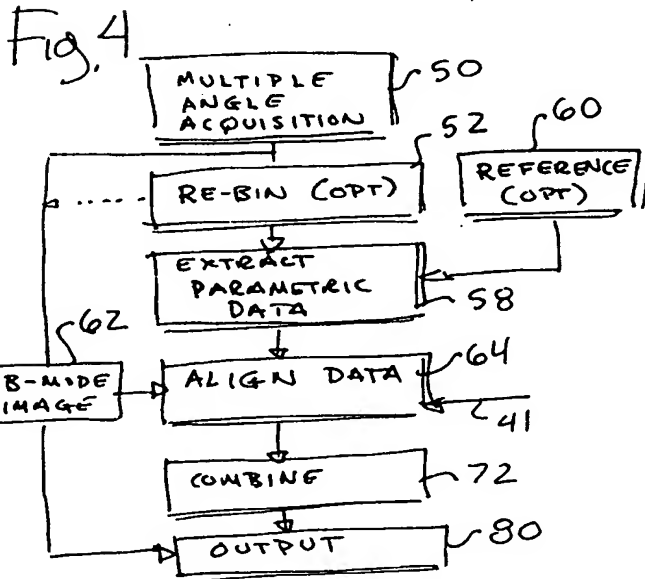 Fig. 4
MULTIPLE
ANGLE
ACQUISITION
50
52
60
RE-BIN (OPT)
REFERENCE
(OPT)
EXTRACT
PARAMETRIC
DATA
58
62
B-MODE
IMAGE
ALIGN DATA
64
41
COMBINE
72
OUTPUT
80